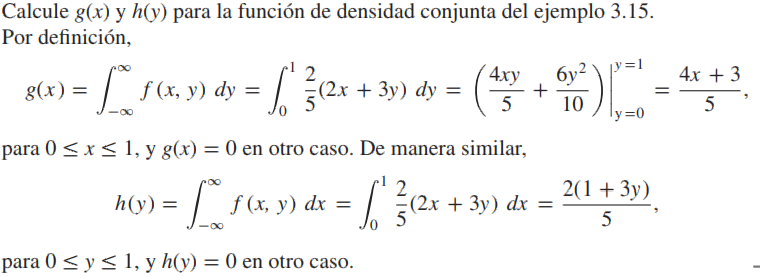 Calcule g(x) y h(y) para la función de densidad conjunta del ejemplo 3.15.
Por definición,
g(x) = ∫_{−∞}^{∞} f(x, y) dy = ∫_0^1 2/5 (2x + 3y) dy = (4xy/5 + 6y²/10)|_{y=0}^{y=1} = (4x + 3)/5,
para 0 ≤ x ≤ 1, y g(x) = 0 en otro caso. De manera similar,
h(y) = ∫_{−∞}^{∞} f(x, y) dx = ∫_0^1 2/5 (2x + 3y) dx = 2(1 + 3y)/5,
para 0 ≤ y ≤ 1, y h(y) = 0 en otro caso.